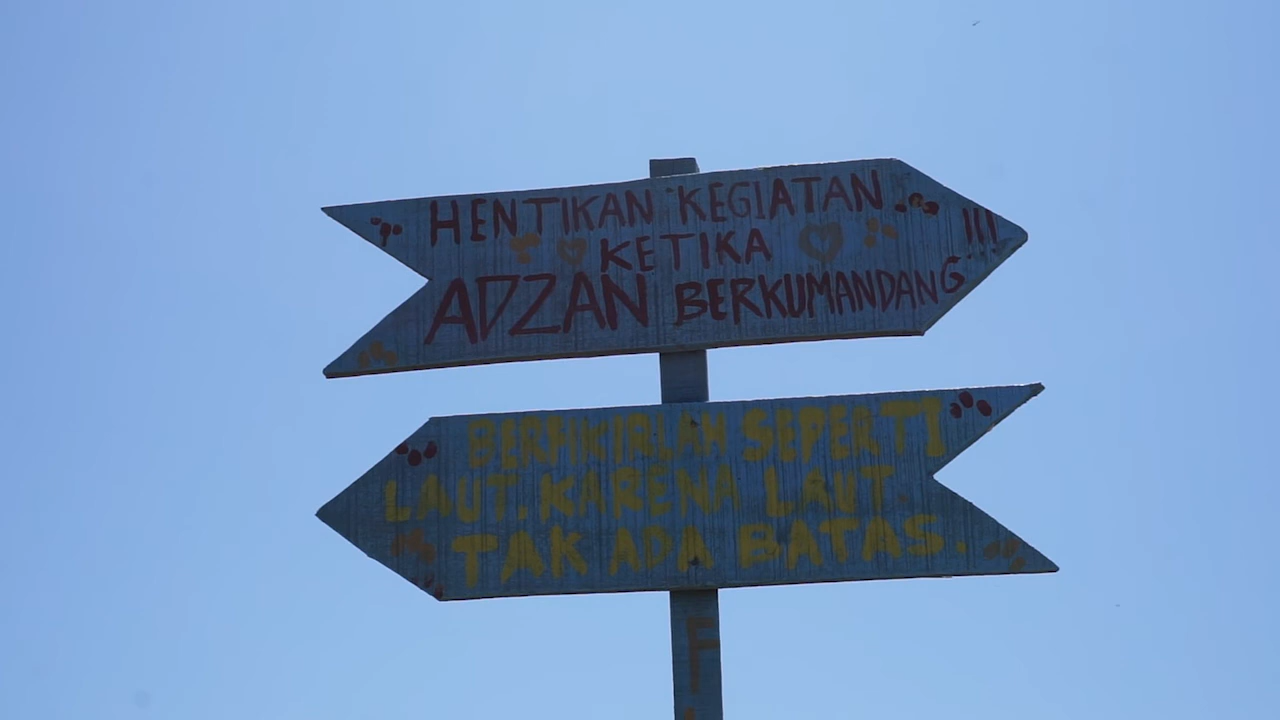 HENTIKAN KEGIATAN
KETIKA
ADZAN BERKUMANDANG !!!
BERFIKIRLAH SEPERTI
LAUT. KARENA LAUT
TAK ADA BATAS.
F